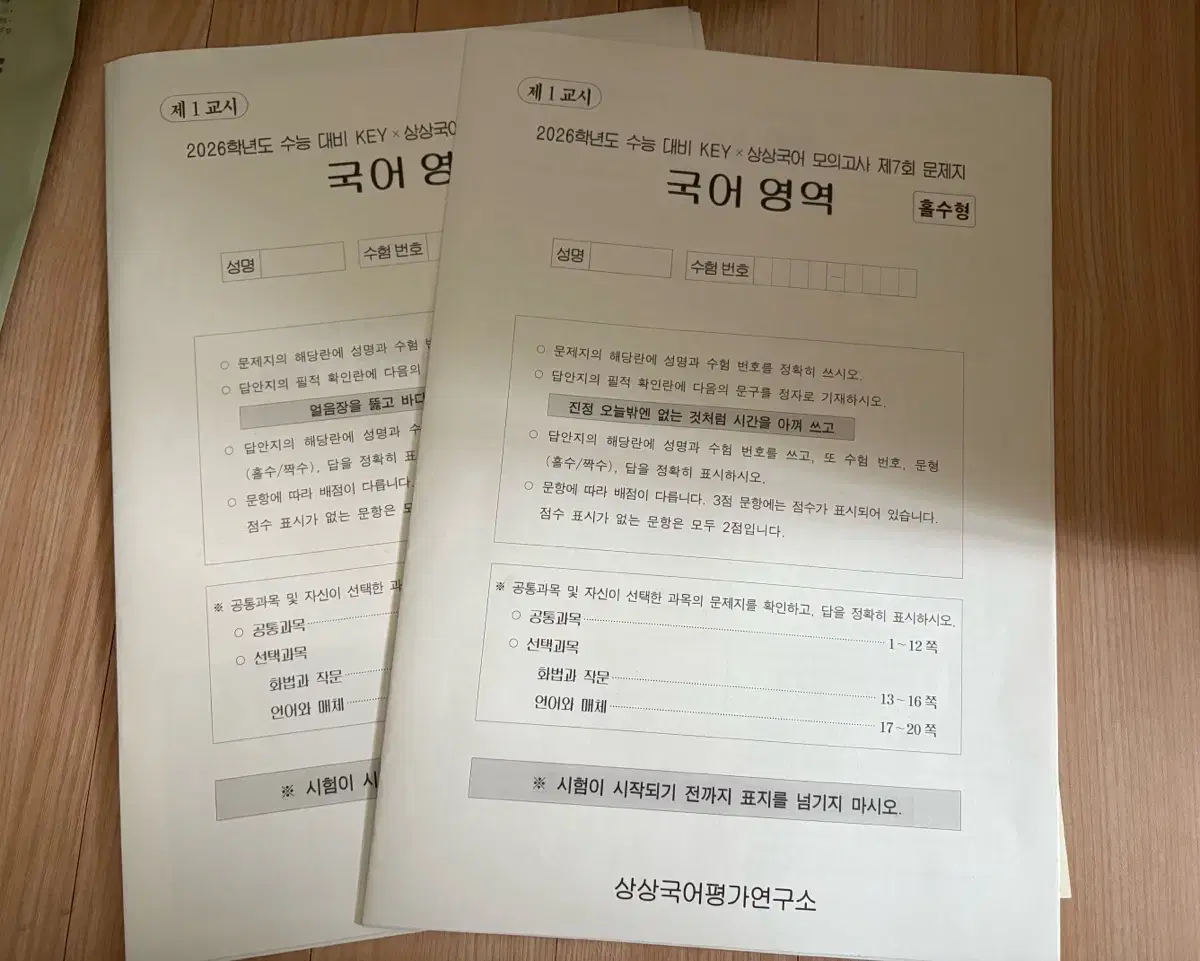 제 1 교시
2026학년도 수능 대비 KEY × 상상국어
국어 영
성명
수험 번호
○ 문제지의 해당란에 성명과 수험
○ 답안지의 필적 확인란에 다음의
얼음장을 뚫고 바다
○ 답안지의 해당란에 성명과 수
(홀수/짝수), 답을 정확히 표
○ 문항에 따라 배점이 다릅니다.
점수 표시가 없는 문항은 모
※ 공통과목 및 자신이 선택한 과
○ 공통과목
○ 선택과목
화법과 작문
언어와 매체
※ 시험이 시
제 1 교시
2026학년도 수능 대비 KEY × 상상국어 모의고사 제7회 문제지
국어 영역
홀수형
성명
수험 번호 –
○ 문제지의 해당란에 성명과 수험 번호를 정확히 쓰시오.
○ 답안지의 필적 확인란에 다음의 문구를 정자로 기재하시오.
진정 오늘밖엔 없는 것처럼 시간을 아껴 쓰고
○ 답안지의 해당란에 성명과 수험 번호를 쓰고, 또 수험 번호, 문형
(홀수/짝수), 답을 정확히 표시하시오.
○ 문항에 따라 배점이 다릅니다. 3점 문항에는 점수가 표시되어 있습니다.
점수 표시가 없는 문항은 모두 2점입니다.
※ 공통과목 및 자신이 선택한 과목의 문제지를 확인하고, 답을 정확히 표시하시오.
○ 공통과목 1~12쪽
○ 선택과목
화법과 작문 13~16쪽
언어와 매체 17~20쪽
※ 시험이 시작되기 전까지 표지를 넘기지 마시오.
상상국어평가연구소